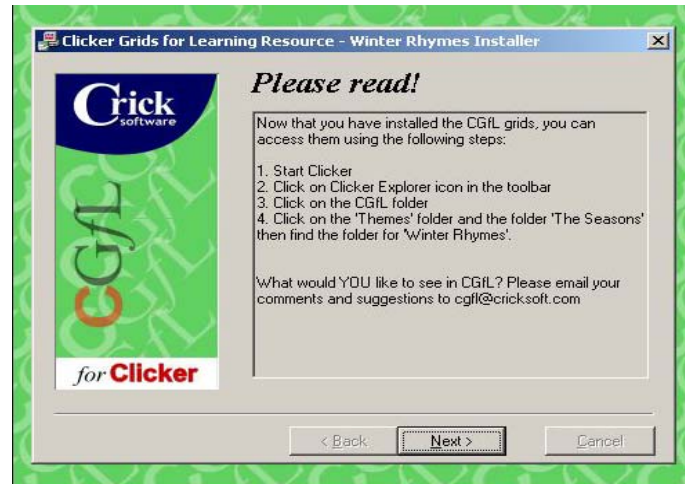 Clicker Grids for Learning Resource - Winter Rhymes Installer
Crick
software
CGfL
for Clicker
Please read!
Now that you have installed the CGfL grids, you can
access them using the following steps:
1. Start Clicker
2. Click on Clicker Explorer icon in the toolbar
3. Click on the CGfL folder
4. Click on the 'Themes' folder and the folder 'The Seasons'
then find the folder for 'Winter Rhymes'.
What would YOU like to see in CGfL? Please email your
comments and suggestions to cgfl@cricksoft.com
< Back
Next >
Cancel